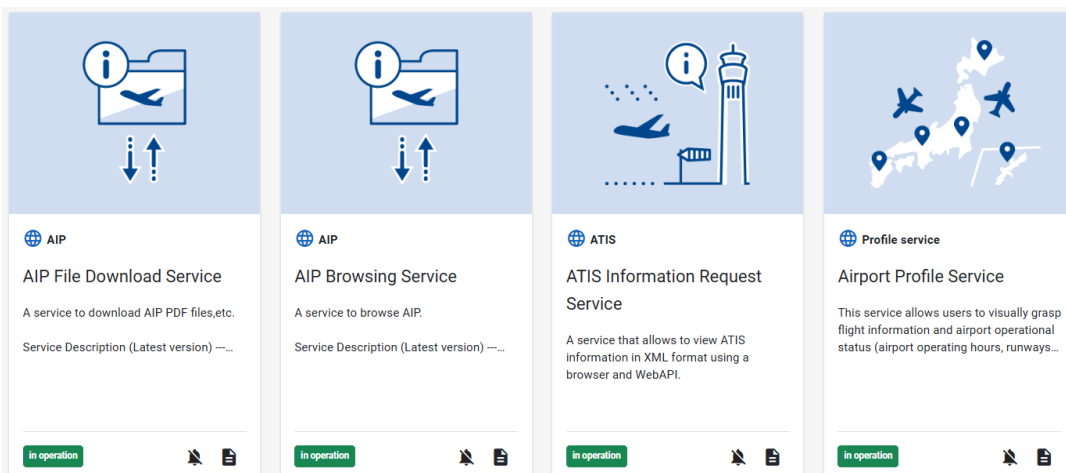 AIP
AIP File Download Service
A service to download AIP PDF files,etc.
Service Description (Latest version) ---...
in operation
AIP
AIP Browsing Service
A service to browse AIP.
Service Description (Latest version) ---...
in operation
ATIS
ATIS Information Request
Service
A service that allows to view ATIS
information in XML format using a
browser and WebAPI.
in operation
Profile service
Airport Profile Service
This service allows users to visually grasp
flight information and airport operational
status (airport operating hours, runways...
in operation